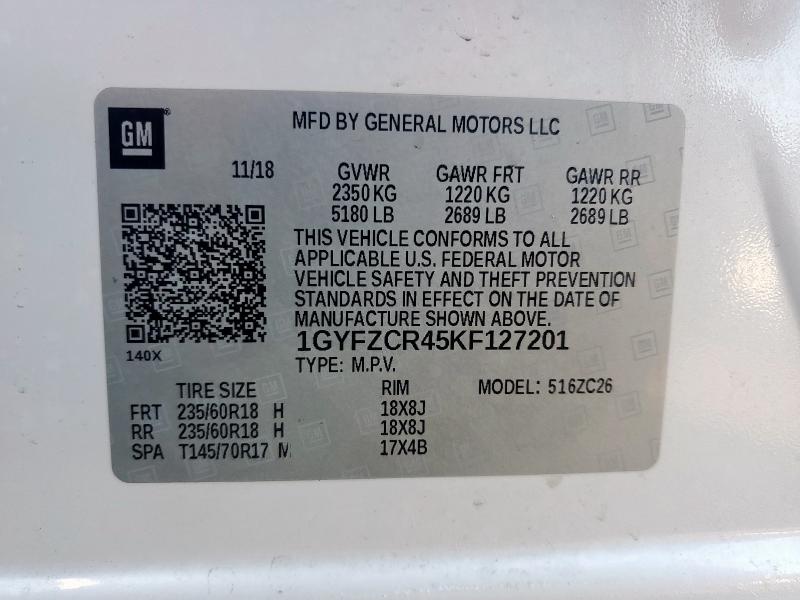 GM
MFD BY GENERAL MOTORS LLC
11/18 GVWR GAWR FRT GAWR RR
2350 KG 1220 KG 1220 KG
5180 LB 2689 LB 2689 LB
THIS VEHICLE CONFORMS TO ALL
APPLICABLE U.S. FEDERAL MOTOR
VEHICLE SAFETY AND THEFT PREVENTION
STANDARDS IN EFFECT ON THE DATE OF
MANUFACTURE SHOWN ABOVE.
1GYFZCR45KF127201
140X
TYPE: M.P.V.
TIRE SIZE RIM MODEL: 516ZC26
FRT 235/60R18 H 18X8J
RR 235/60R18 H 18X8J
SPA T145/70R17 M 17X4B